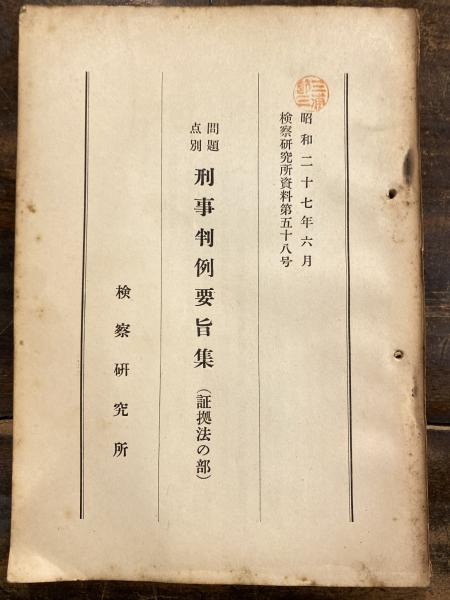 昭和二十七年六月
検察研究所資料第五十八号
問題
点別
刑事判例要旨集（証拠法の部）
検察研究所